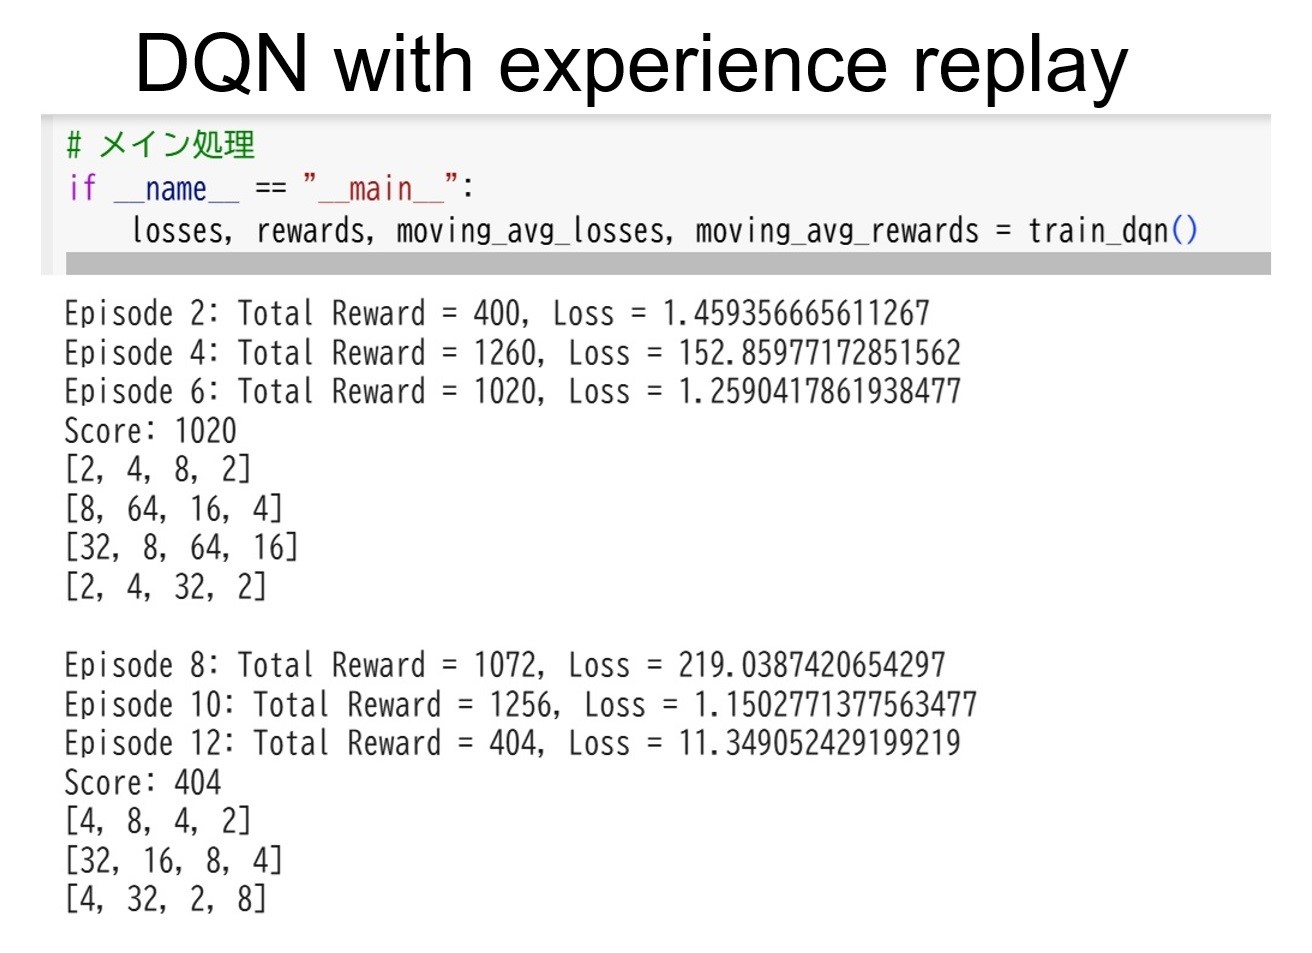 DQN with experience replay
# メイン処理
if __name__ == "__main__":
losses, rewards, moving_avg_losses, moving_avg_rewards = train_dqn()
Episode 2: Total Reward = 400, Loss = 1.459356665611267
Episode 4: Total Reward = 1260, Loss = 152.85977172851562
Episode 6: Total Reward = 1020, Loss = 1.2590417861938477
Score: 1020
[2, 4, 8, 2]
[8, 64, 16, 4]
[32, 8, 64, 16]
[2, 4, 32, 2]
Episode 8: Total Reward = 1072, Loss = 219.0387420654297
Episode 10: Total Reward = 1256, Loss = 1.1502771377563477
Episode 12: Total Reward = 404, Loss = 11.349052429199219
Score: 404
[4, 8, 4, 2]
[32, 16, 8, 4]
[4, 32, 2, 8]